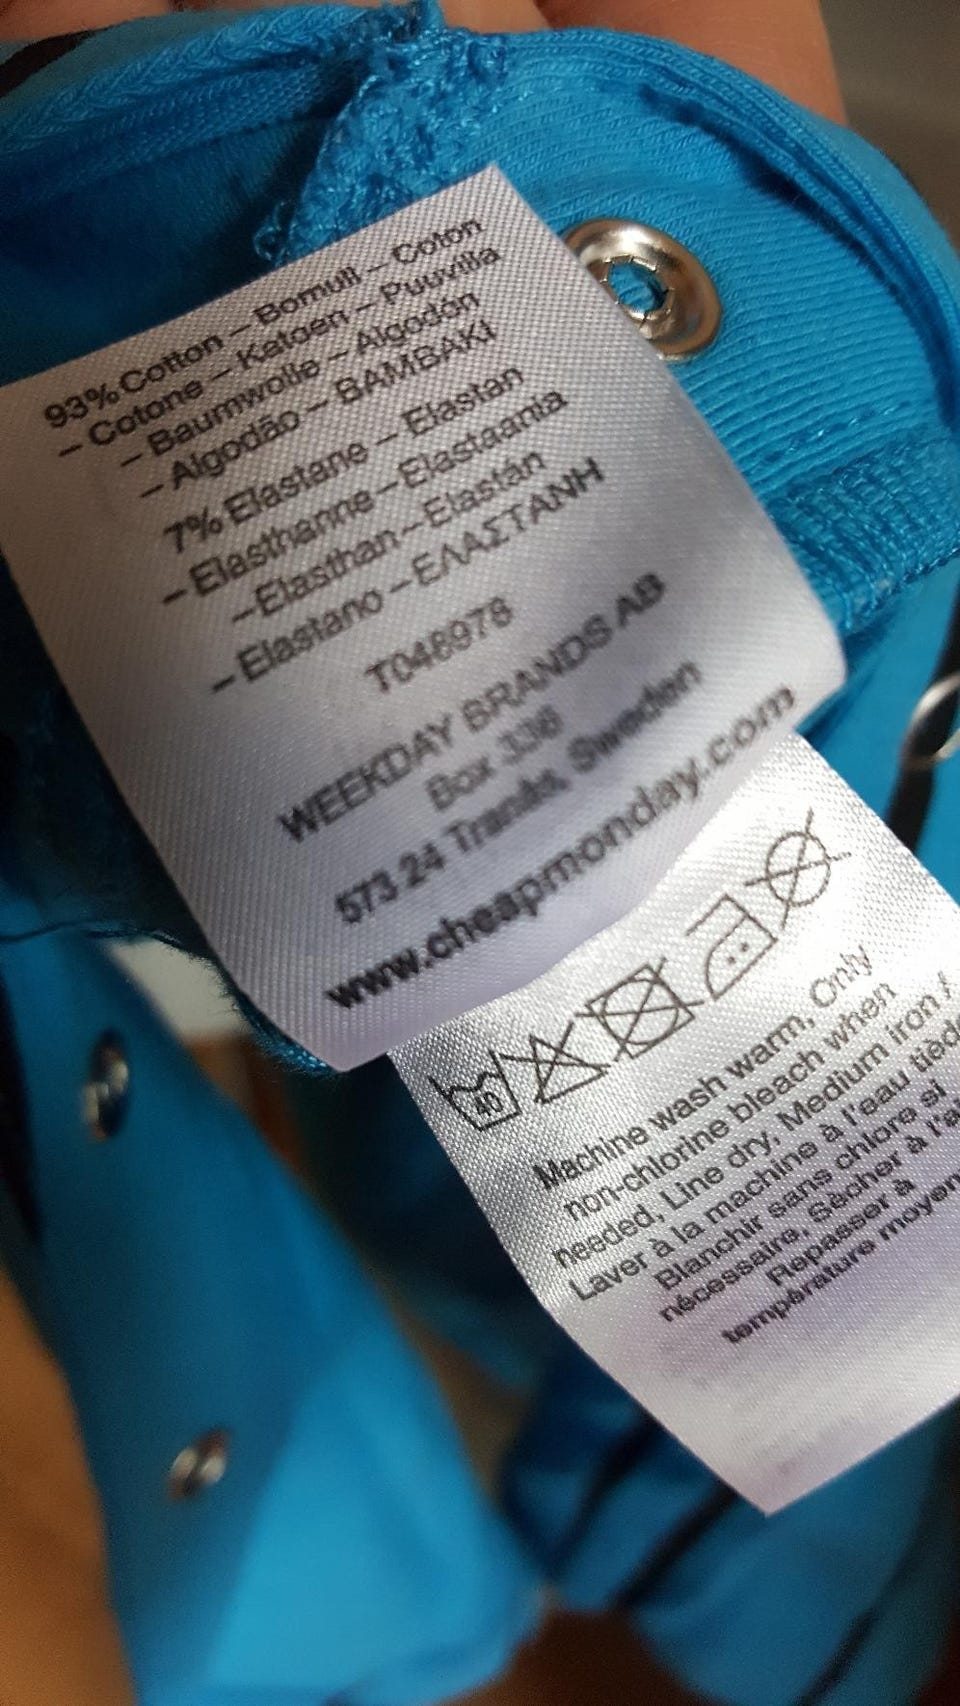 93% Cotton – Bomull – Coton
– Cotone – Katoen – Puuvilla
– Baumwolle – Algodón
– Algodão – ΒΑΜΒΑΚΙ
7% Elastane – Elastan
– Elasthanne – Elastaania
– Elasthan – Elastán
– Elastano – ΕΛΑΣΤΑΝΗ
T046978
WEEKDAY BRANDS AB
Box 336
573 24 Tranås, Sweden
www.cheapmonday.com
40
Machine wash warm, Only
non-chlorine bleach when
needed, Line dry, Medium iron /
Laver à la machine à l'eau tiède
Blanchir sans chlore si
nécessaire, Sècher à l'ai
Repasser à
température moyen